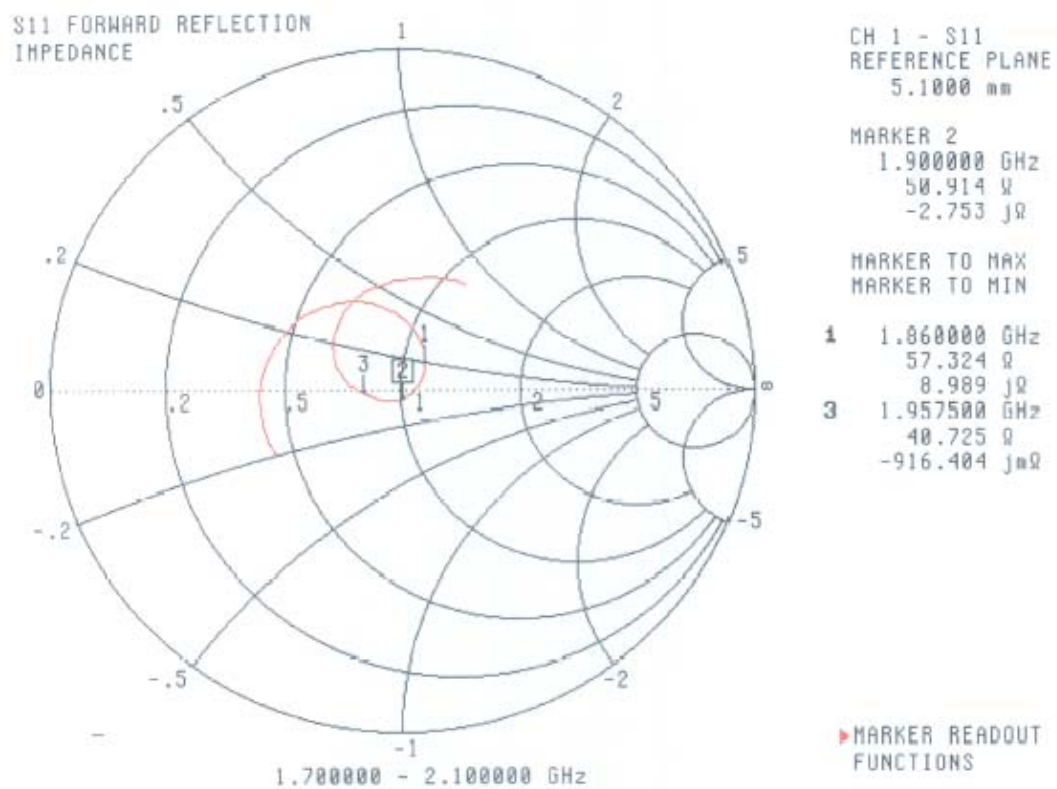 S11 FORWARD REFLECTION
IMPEDANCE
CH 1 - S11
REFERENCE PLANE
5.1000 mm
MARKER 2
1.900000 GHz
50.914 Ω
-2.753 jΩ
MARKER TO MAX
MARKER TO MIN
1 1.860000 GHz
57.324 Ω
8.989 jΩ
3 1.957500 GHz
40.725 Ω
-916.404 jmΩ
MARKER READOUT
FUNCTIONS
1
.5
2
.2
5
1
3
2
0
.2
.5
1
2
5
∞
-.2
-5
-.5
-2
-1
1.700000 - 2.100000 GHz